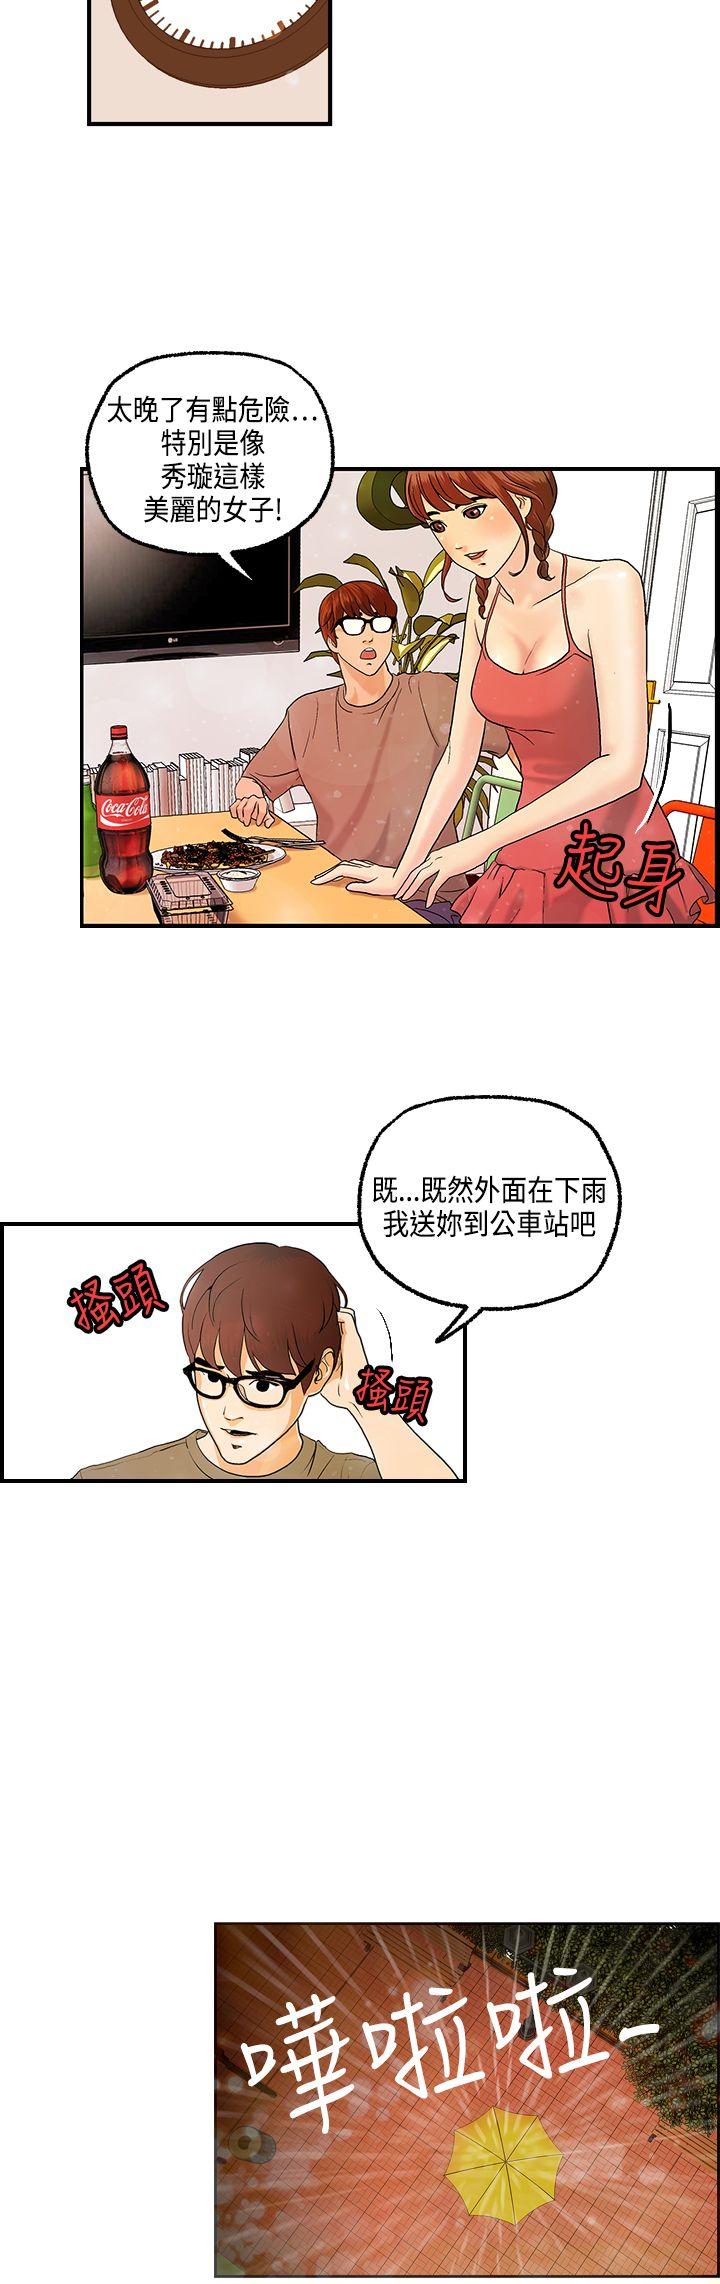 太晚了有點危險...
特別是像
秀璇這樣
美麗的女子!
LG
Coca-Cola
起身
既...既然外面在下雨
我送妳到公車站吧
搔頭
搔頭
嘩啦啦-